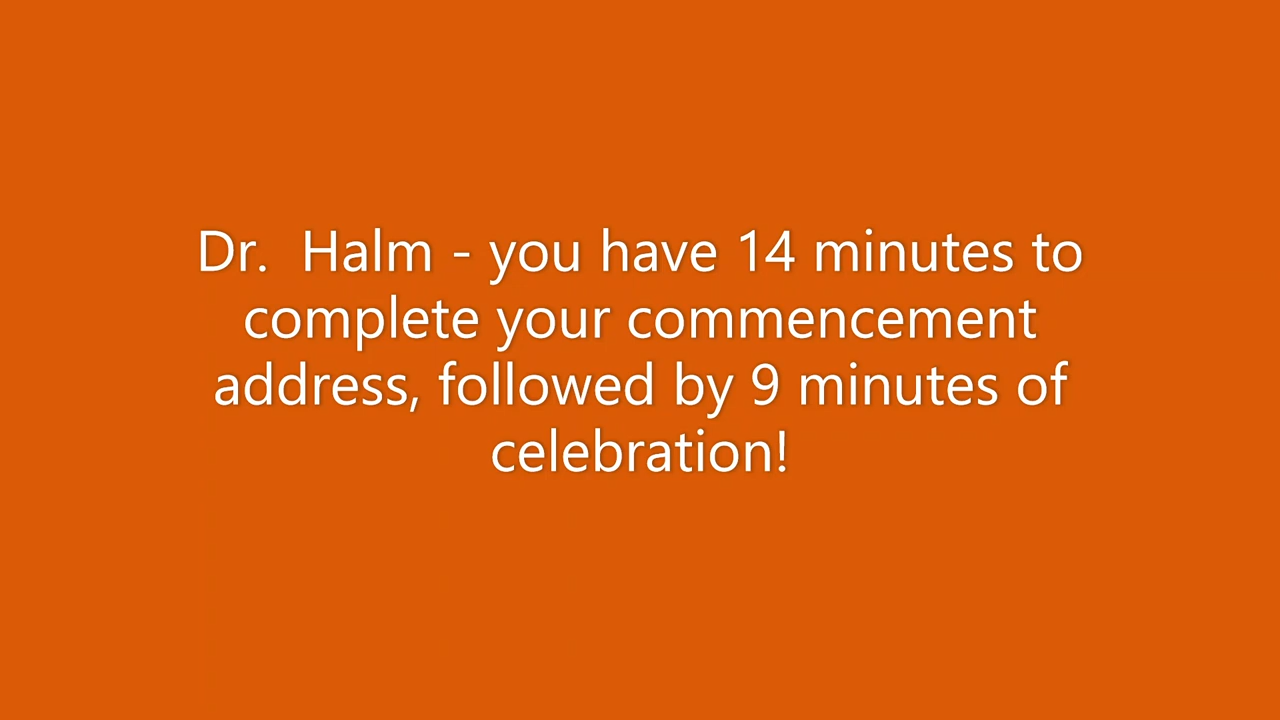 Dr.  Halm - you have 14 minutes to
complete your commencement
address, followed by 9 minutes of
celebration!